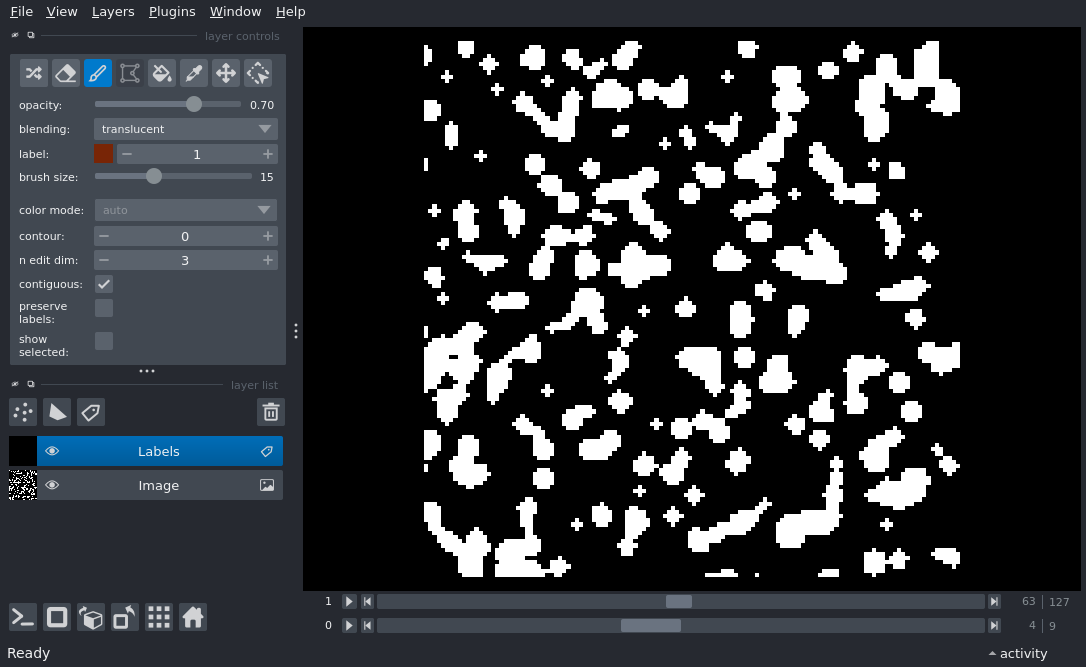 File View Layers Plugins Window Help
layer controls
opacity: 0.70
blending: translucent
label: 1
brush size: 15
color mode: auto
contour: 0
n edit dim: 3
contiguous:
preserve
labels:
show
selected:
layer list
Labels
Image
1 63 127
0 4 9
Ready activity